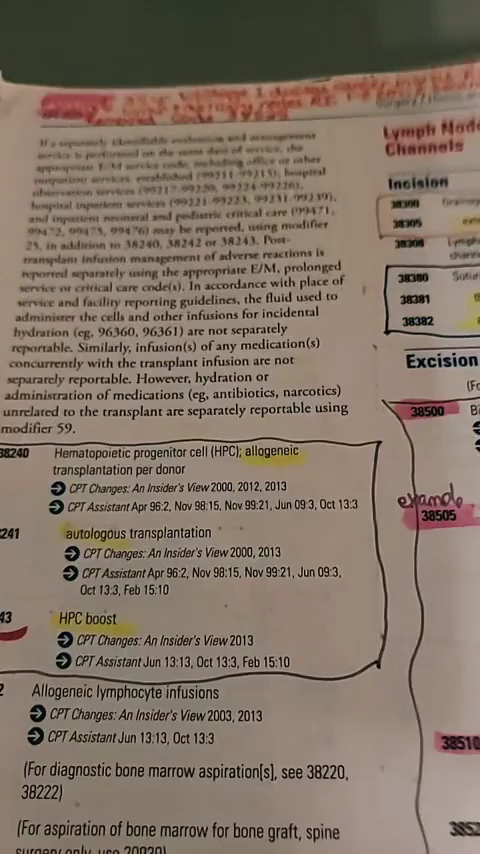 If a separately identifiable evaluation and management
service is performed on the same date of service, the
appropriate E/M service code, including office or other
outpatient services established (99211-99215), hospital
observation services (99217-99220, 99224-99226),
hospital inpatient services (99221-99223, 99231-99239),
and inpatient neonatal and pediatric critical care (99471,
99472, 99475, 99476) may be reported, using modifier
25, in addition to 38240, 38242 or 38243. Post-
transplant infusion management of adverse reactions is
reported separately using the appropriate E/M, prolonged
service or critical care code(s). In accordance with place of
service and facility reporting guidelines, the fluid used to
administer the cells and other infusions for incidental
hydration (eg, 96360, 96361) are not separately
reportable. Similarly, infusion(s) of any medication(s)
concurrently with the transplant infusion are not
separately reportable. However, hydration or
administration of medications (eg, antibiotics, narcotics)
unrelated to the transplant are separately reportable using
modifier 59.
38240 Hematopoietic progenitor cell (HPC); allogeneic
transplantation per donor
CPT Changes: An Insider's View 2000, 2012, 2013
CPT Assistant Apr 96:2, Nov 98:15, Nov 99:21, Jun 09:3, Oct 13:3
241 autologous transplantation
CPT Changes: An Insider's View 2000, 2013
CPT Assistant Apr 96:2, Nov 98:15, Nov 99:21, Jun 09:3,
Oct 13:3, Feb 15:10
43 HPC boost
CPT Changes: An Insider's View 2013
CPT Assistant Jun 13:13, Oct 13:3, Feb 15:10
2 Allogeneic lymphocyte infusions
CPT Changes: An Insider's View 2003, 2013
CPT Assistant Jun 13:13, Oct 13:3
(For diagnostic bone marrow aspiration[s], see 38220,
38222)
(For aspiration of bone marrow for bone graft, spine
surgery only, use 20939)
Lymph Node
Channels
Incision
38300
38305
38308
38380 Sutur
38381
38382
Excision
(Fo
38500
38505
38510